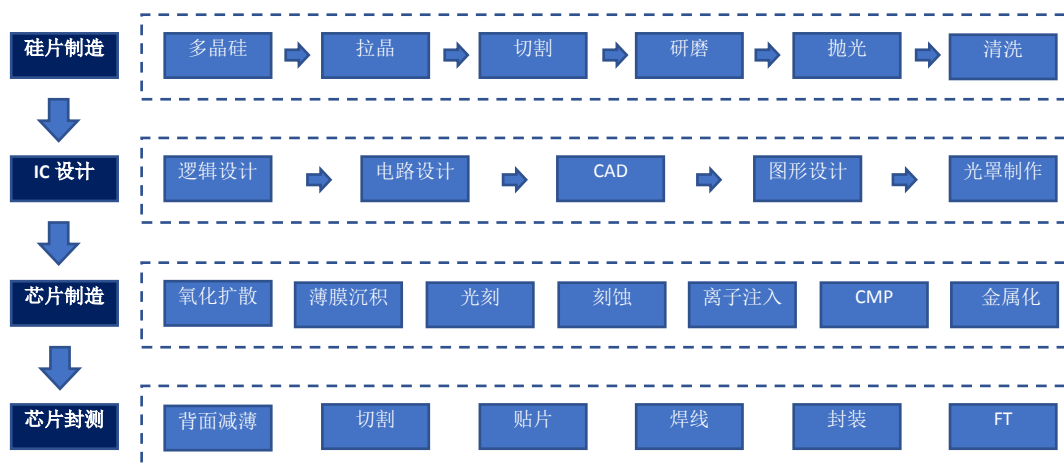 硅片制造 多晶硅 拉晶 切割 研磨 抛光 清洗
IC 设计 逻辑设计 电路设计 CAD 图形设计 光罩制作
芯片制造 氧化扩散 薄膜沉积 光刻 刻蚀 离子注入 CMP 金属化
芯片封测 背面减薄 切割 贴片 焊线 封装 FT